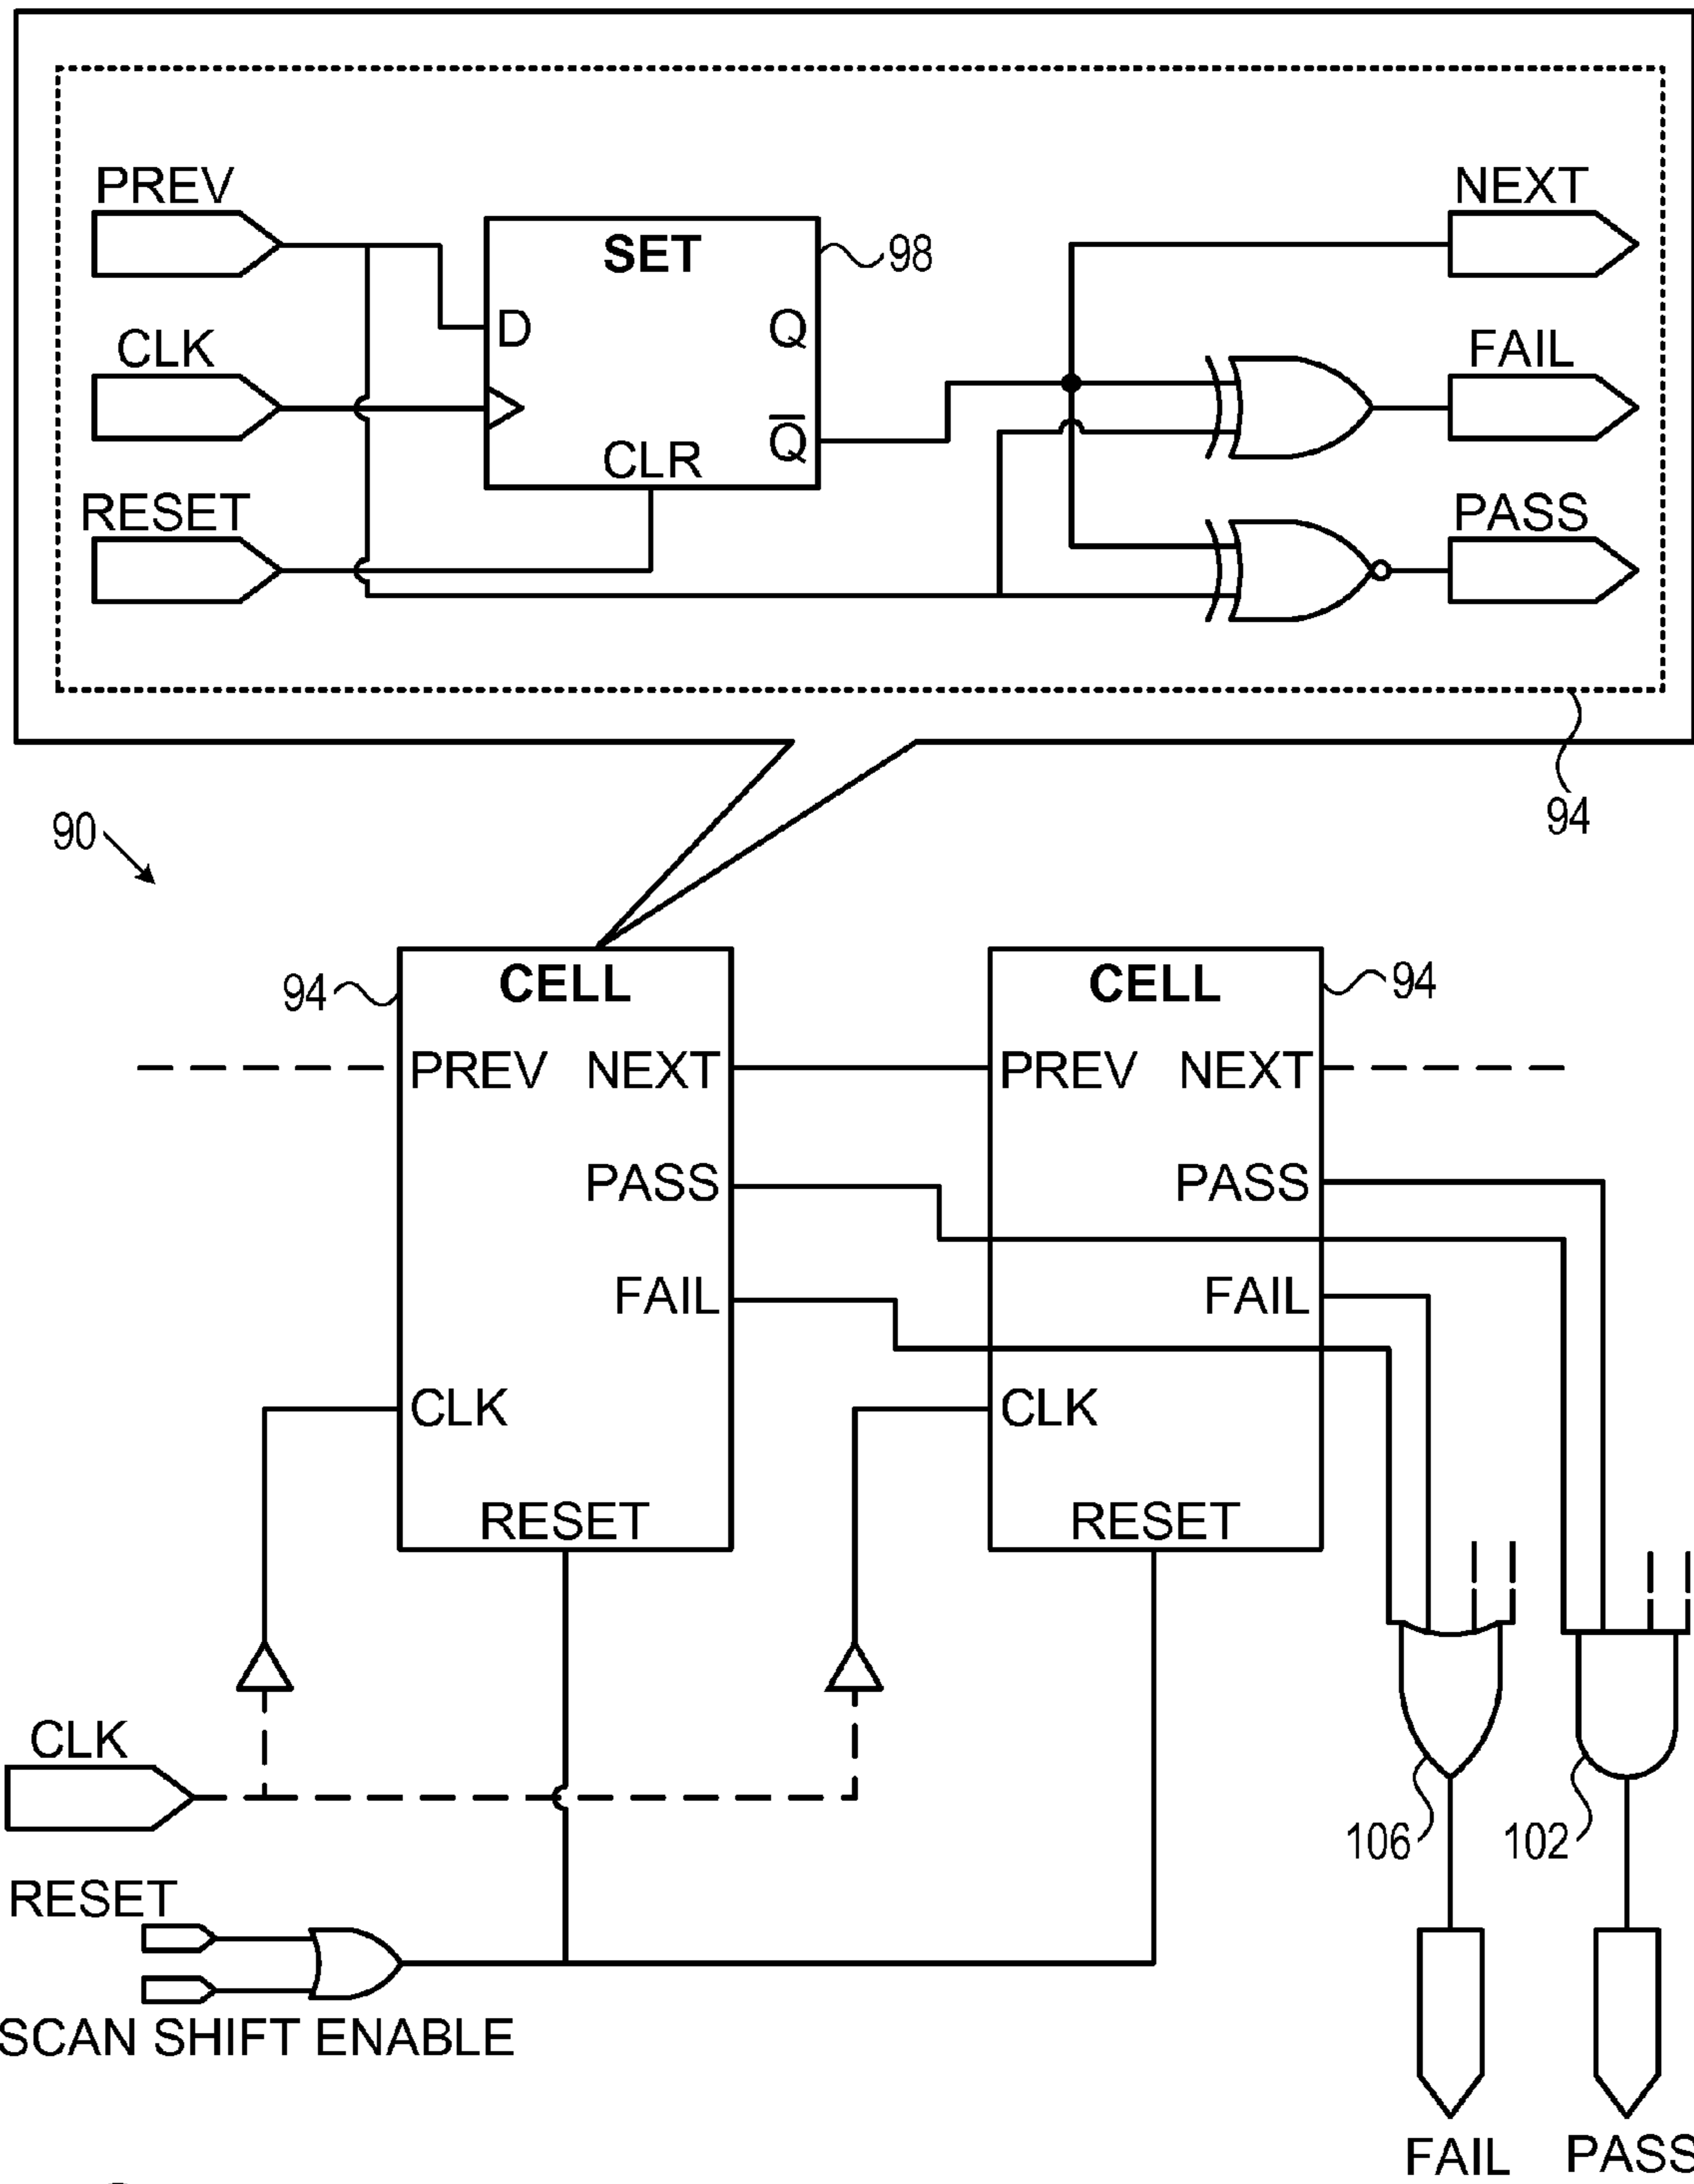 PREV
NEXT
SET
98
D
Q
CLK
FAIL
Q̅
CLR
RESET
PASS
94
90
94
CELL
CELL
94
PREV
NEXT
PREV
NEXT
PASS
PASS
FAIL
FAIL
CLK
CLK
RESET
RESET
CLK
106
102
RESET
SCAN SHIFT ENABLE
FAIL
PASS